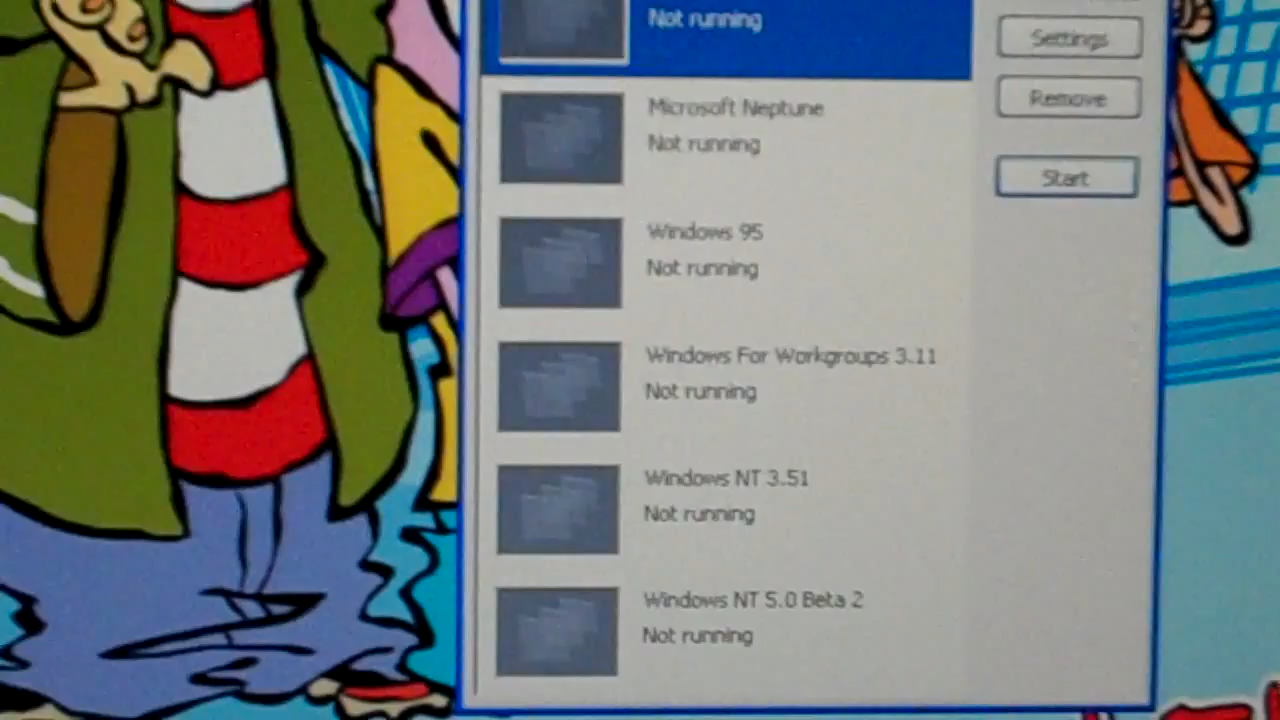 Not running
Settings
Microsoft Neptune
Not running
Remove
Start
Windows 95
Not running
Windows For Workgroups 3.11
Not running
Windows NT 3.51
Not running
Windows NT 5.0 Beta 2
Not running